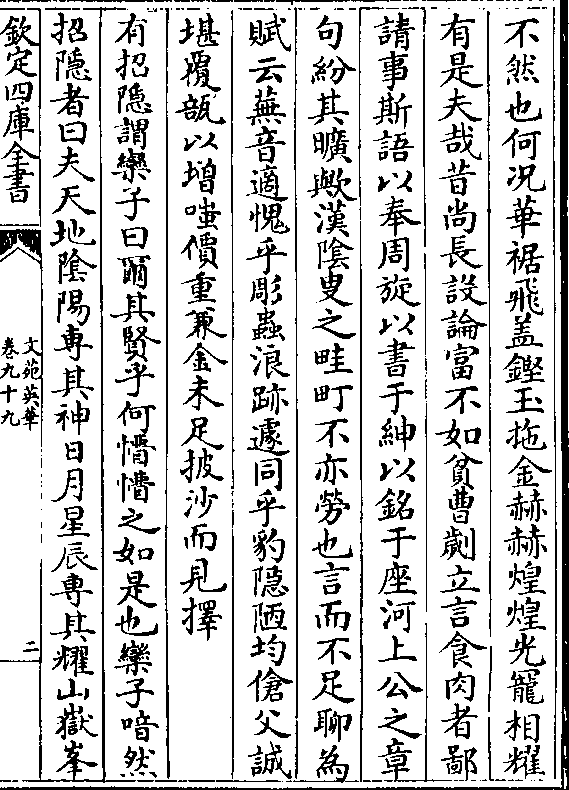 不然也何况華裾飛盖鏗玉拖金赫赫煌煌光寵相耀
有是夫哉昔尚長設論富不如貧曹劌立言食肉者鄙
請事斯語以奉周旋以書于紳以銘于座河上公之章
句紛其曠歟漢陰叟之畦町不亦勞也言而不足聊為
賦云蕪音適愧乎彫蟲浪跡遽同乎豹隠陋均傖父誠
堪覆瓿以增嗤價重兼金未足披沙而見擇
有招隠謂欒子曰爾其賢乎何懵懵之如是也欒子喑然
招隠者曰夫天地隂陽專其神日月星辰專其耀山嶽峯
欽定四庫全書
文苑英華
卷九十九
二